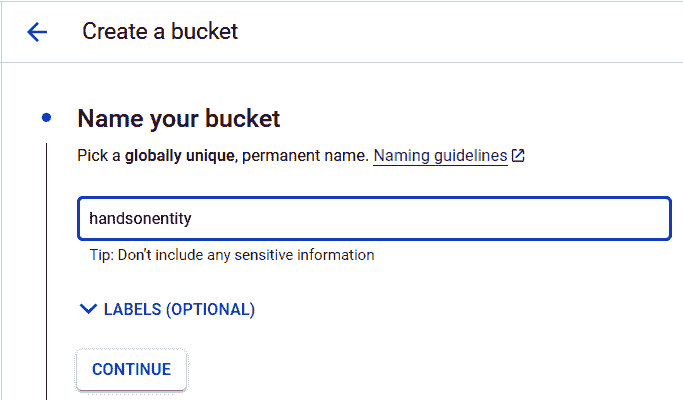 Create a bucket
Name your bucket
Pick a globally unique, permanent name. Naming guidelines
handsonentity
Tip: Don't include any sensitive information
LABELS (OPTIONAL)
CONTINUE